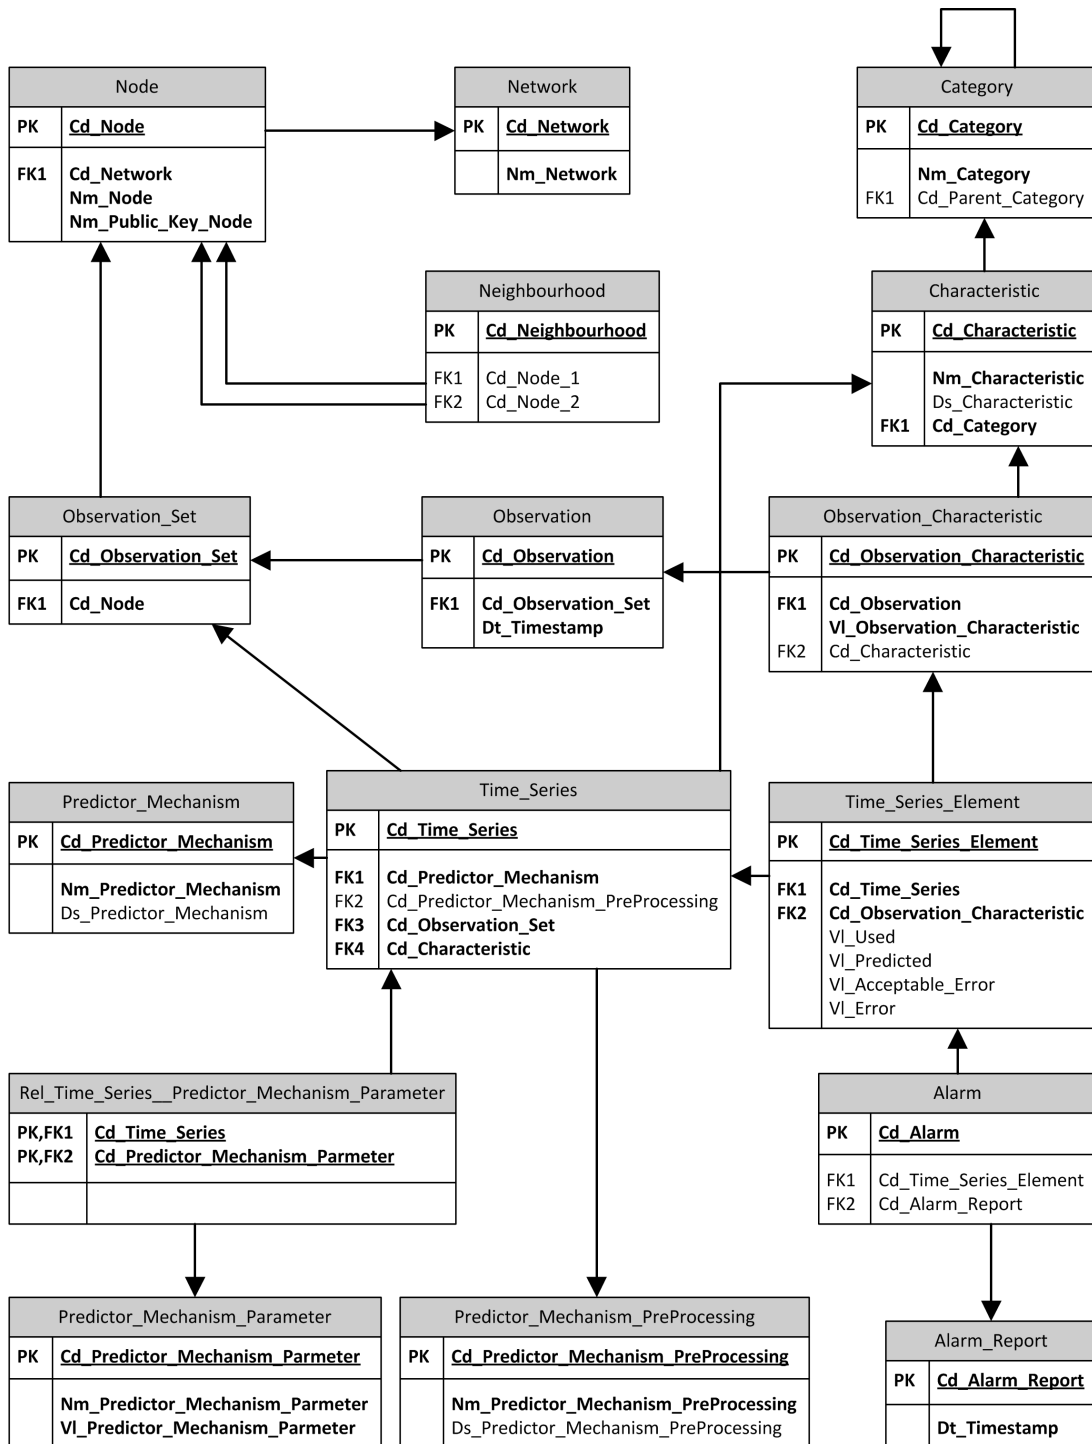 Node
PK Cd_Node
FK1 Cd_Network
Nm_Node
Nm_Public_Key_Node
Network
PK Cd_Network
Nm_Network
Category
PK Cd_Category
Nm_Category
FK1 Cd_Parent_Category
Neighbourhood
PK Cd_Neighbourhood
FK1 Cd_Node_1
FK2 Cd_Node_2
Characteristic
PK Cd_Characteristic
Nm_Characteristic
Ds_Characteristic
FK1 Cd_Category
Observation_Set
PK Cd_Observation_Set
FK1 Cd_Node
Observation
PK Cd_Observation
FK1 Cd_Observation_Set
Dt_Timestamp
Observation_Characteristic
PK Cd_Observation_Characteristic
FK1 Cd_Observation
Vl_Observation_Characteristic
FK2 Cd_Characteristic
Predictor_Mechanism
PK Cd_Predictor_Mechanism
Nm_Predictor_Mechanism
Ds_Predictor_Mechanism
Time_Series
PK Cd_Time_Series
FK1 Cd_Predictor_Mechanism
FK2 Cd_Predictor_Mechanism_PreProcessing
FK3 Cd_Observation_Set
FK4 Cd_Characteristic
Time_Series_Element
PK Cd_Time_Series_Element
FK1 Cd_Time_Series
FK2 Cd_Observation_Characteristic
Vl_Used
Vl_Predicted
Vl_Acceptable_Error
Vl_Error
Rel_Time_Series__Predictor_Mechanism_Parameter
PK,FK1 Cd_Time_Series
PK,FK2 Cd_Predictor_Mechanism_Parmeter
Alarm
PK Cd_Alarm
FK1 Cd_Time_Series_Element
FK2 Cd_Alarm_Report
Predictor_Mechanism_Parameter
PK Cd_Predictor_Mechanism_Parmeter
Nm_Predictor_Mechanism_Parmeter
Vl_Predictor_Mechanism_Parmeter
Predictor_Mechanism_PreProcessing
PK Cd_Predictor_Mechanism_PreProcessing
Nm_Predictor_Mechanism_PreProcessing
Ds_Predictor_Mechanism_PreProcessing
Alarm_Report
PK Cd_Alarm_Report
Dt_Timestamp